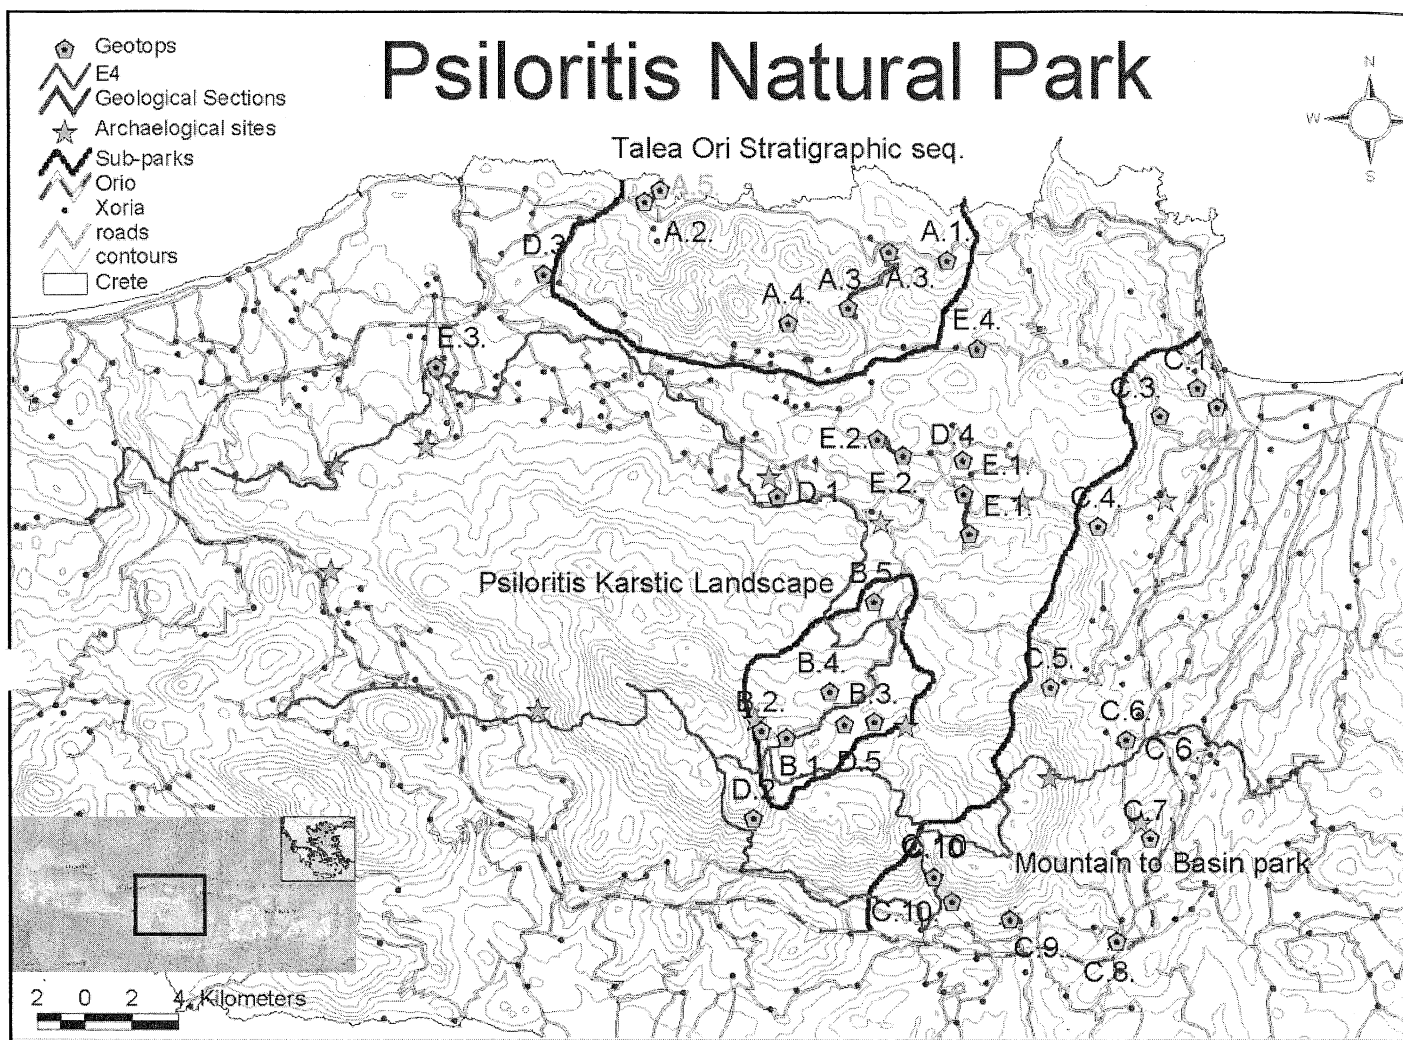 Psiloritis Natural Park
Geotops
E4
Geological Sections
Archaelogical sites
Sub-parks
Orio
Xoria
roads
contours
Crete
N
W
S
Talea Ori Stratigraphic seq.
A.5.
A.2.
A.1.
D.3.
A.3.
A.3.
A.4.
E.4.
E.3.
C.1.
C.3.
E.2.
D.4
E.1
E.2.
D.1
E.1
C.4.
Psiloritis Karstic Landscape
B.5.
C.5.
B.4.
B.3.
B.2.
C.6.
C.6.
B.1
D.5
D.2
C.7.
C.10
Mountain to Basin park
C.10
C.9.
C.8.
2 0 2 4 Kilometers